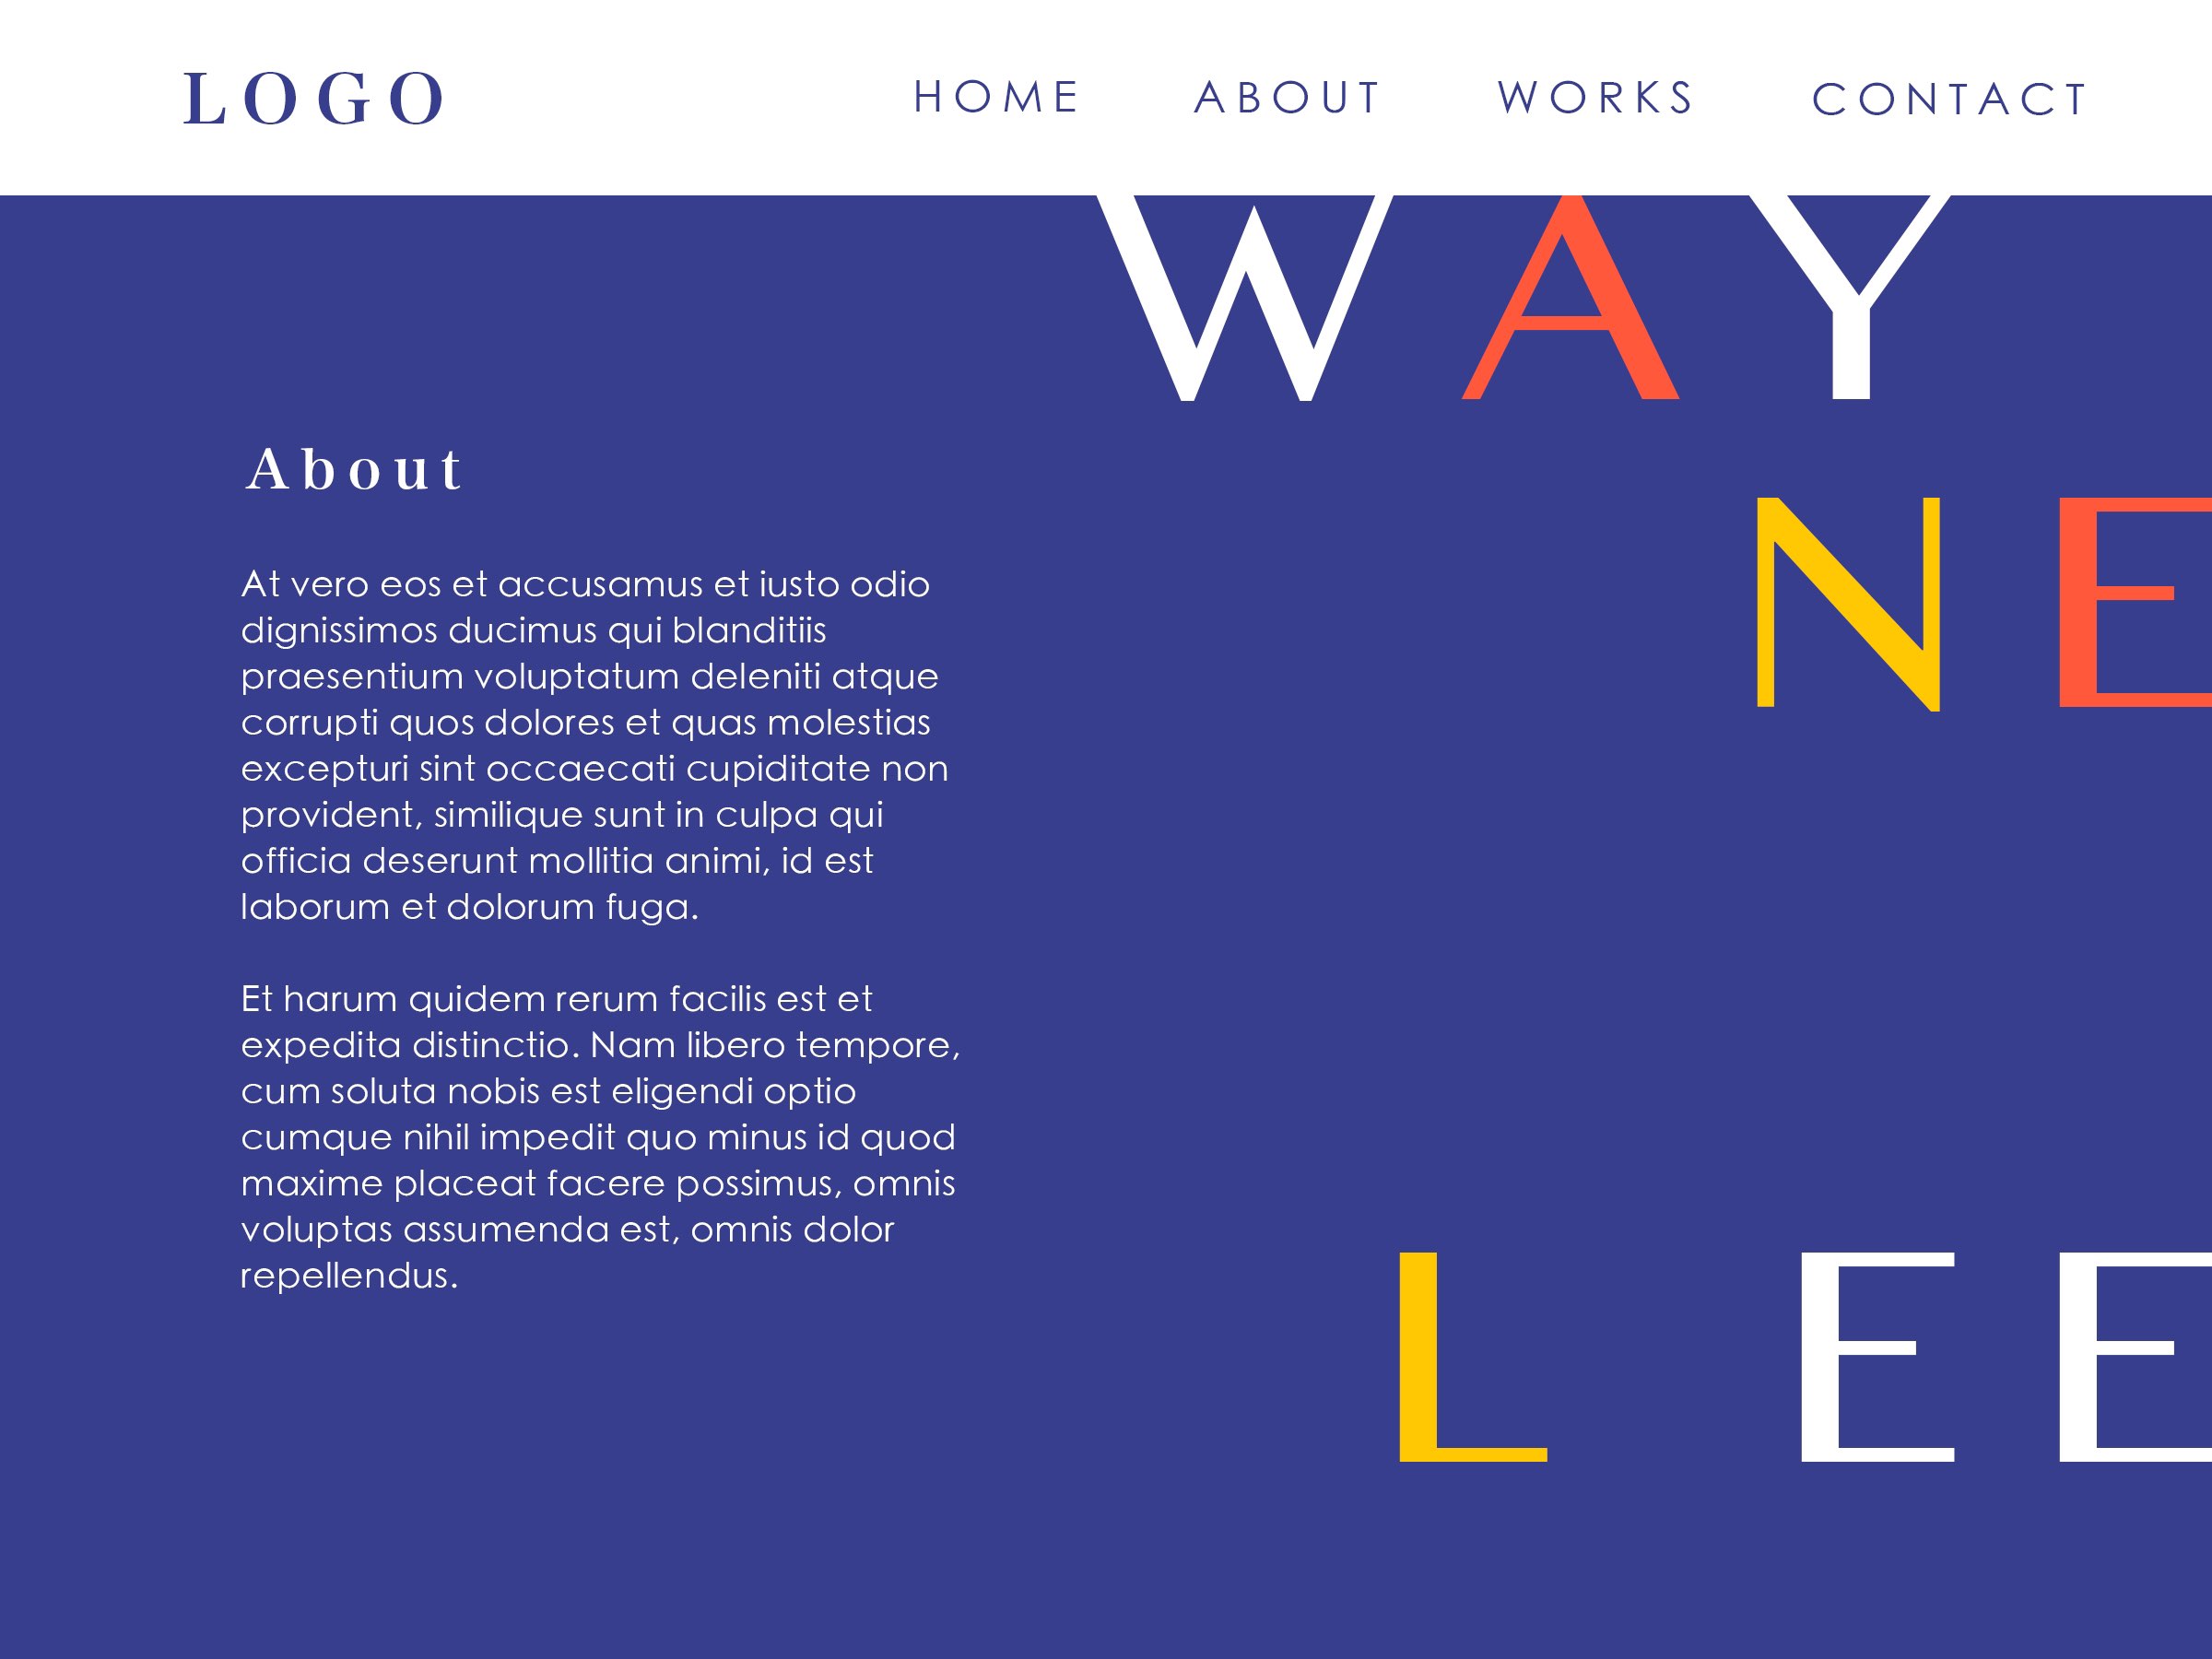 LOGO HOME ABOUT WORKS CONTACT
WAY
NE
LEE
About
At vero eos et accusamus et iusto odio
dignissimos ducimus qui blanditiis
praesentium voluptatum deleniti atque
corrupti quos dolores et quas molestias
excepturi sint occaecati cupiditate non
provident, similique sunt in culpa qui
officia deserunt mollitia animi, id est
laborum et dolorum fuga.
Et harum quidem rerum facilis est et
expedita distinctio. Nam libero tempore,
cum soluta nobis est eligendi optio
cumque nihil impedit quo minus id quod
maxime placeat facere possimus, omnis
voluptas assumenda est, omnis dolor
repellendus.